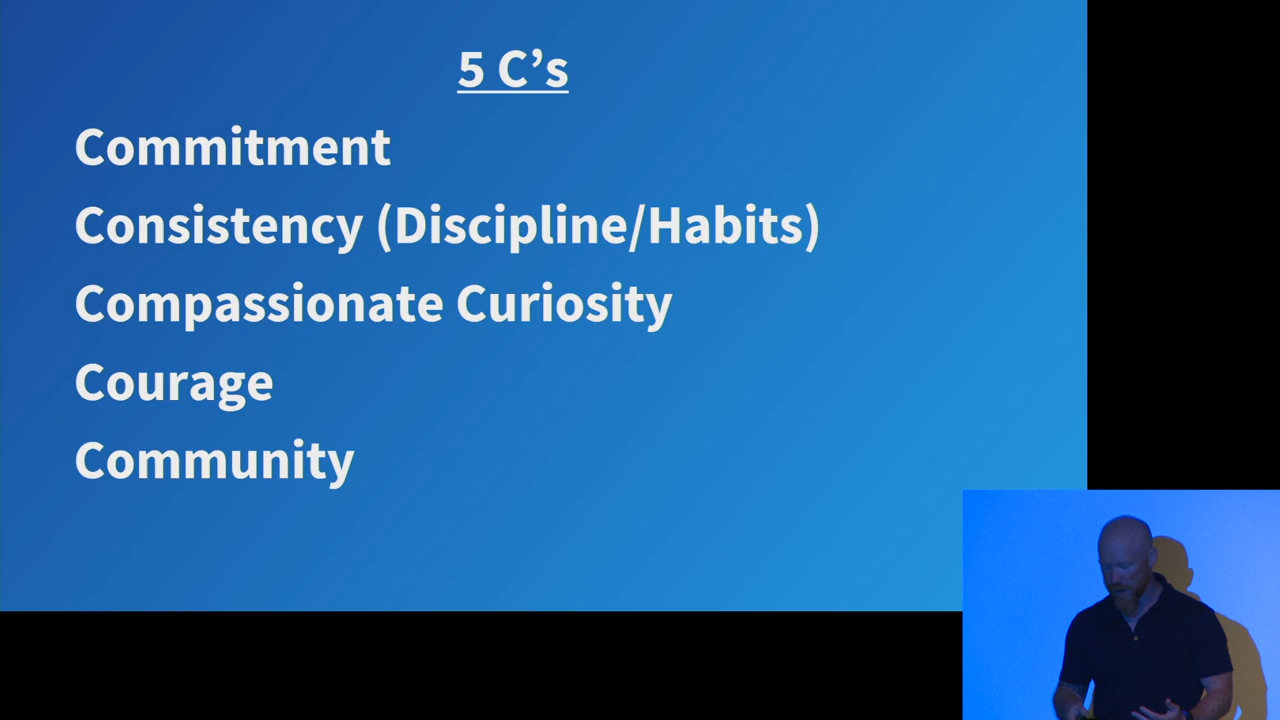 5 C’s
Commitment
Consistency (Discipline/Habits)
Compassionate Curiosity
Courage
Community